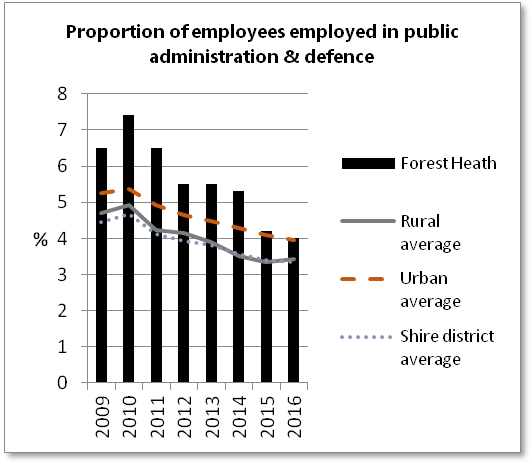 Proportion of employees employed in public
administration & defence
8
7
6
5
4
3
2
1
0
%
2009
2010
2011
2012
2013
2014
2015
2016
Forest Heath
Rural
average
Urban
average
Shire district
average